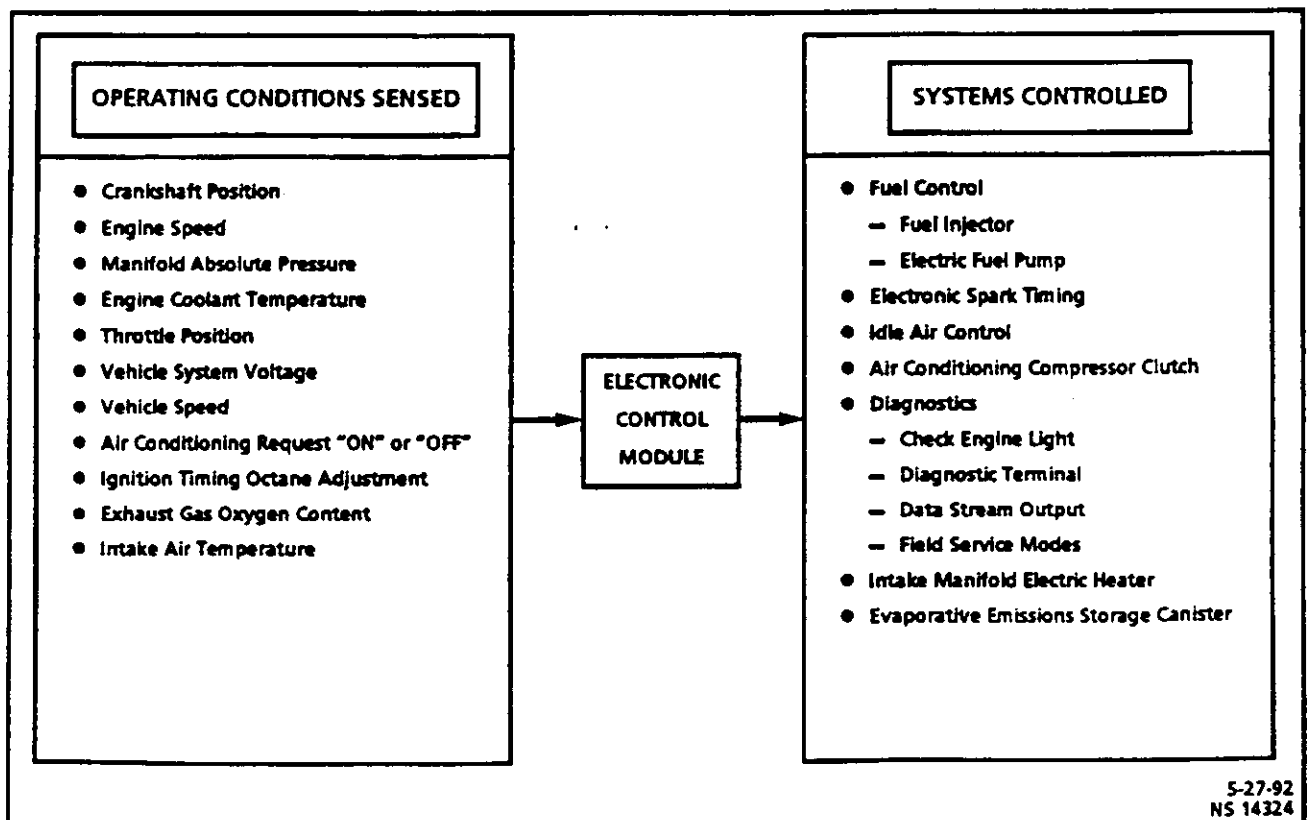 OPERATING CONDITIONS SENSED
● Crankshaft Position
● Engine Speed
● Manifold Absolute Pressure
● Engine Coolant Temperature
● Throttle Position
● Vehicle System Voltage
● Vehicle Speed
● Air Conditioning Request "ON" or "OFF"
● Ignition Timing Octane Adjustment
● Exhaust Gas Oxygen Content
● Intake Air Temperature
ELECTRONIC
CONTROL
MODULE
SYSTEMS CONTROLLED
● Fuel Control
– Fuel Injector
– Electric Fuel Pump
● Electronic Spark Timing
● Idle Air Control
● Air Conditioning Compressor Clutch
● Diagnostics
– Check Engine Light
– Diagnostic Terminal
– Data Stream Output
– Field Service Modes
● Intake Manifold Electric Heater
● Evaporative Emissions Storage Canister
5-27-92
NS 14324